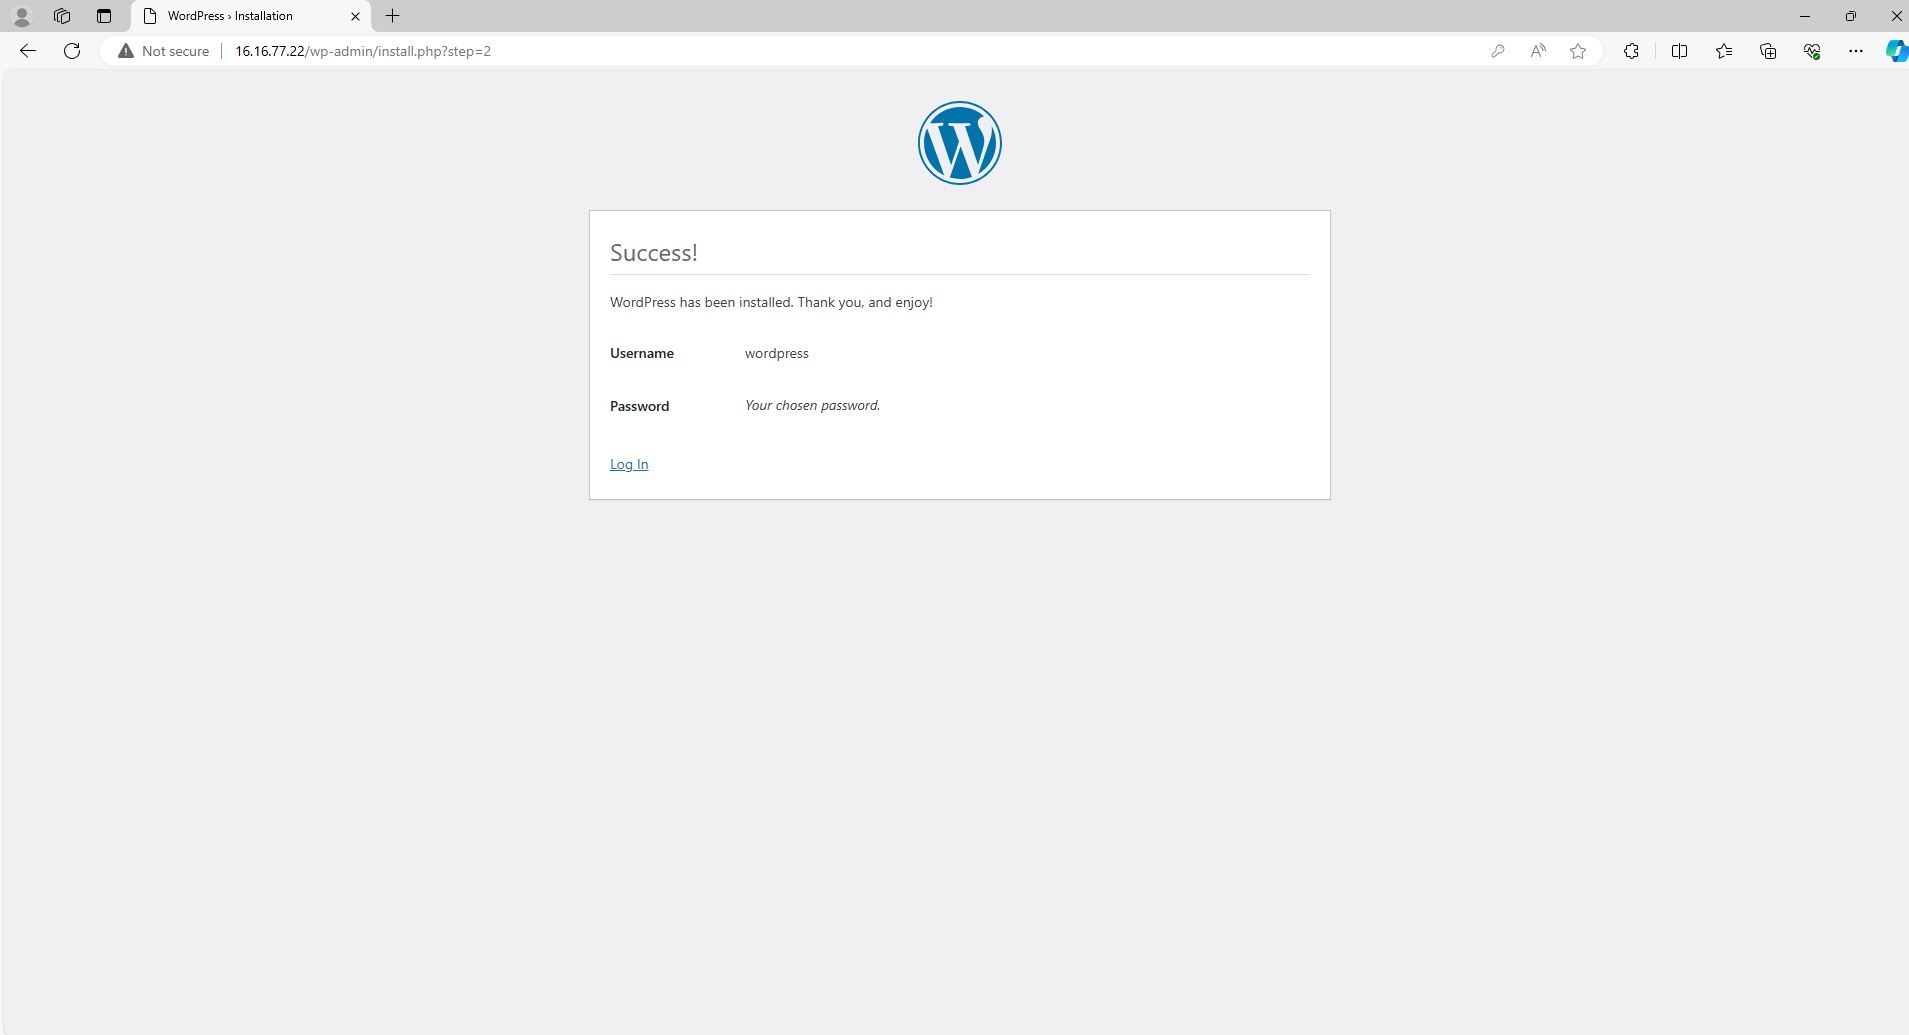 WordPress › Installation
Not secure 16.16.77.22/wp-admin/install.php?step=2
Success!
WordPress has been installed. Thank you, and enjoy!
Username wordpress
Password Your chosen password.
Log In